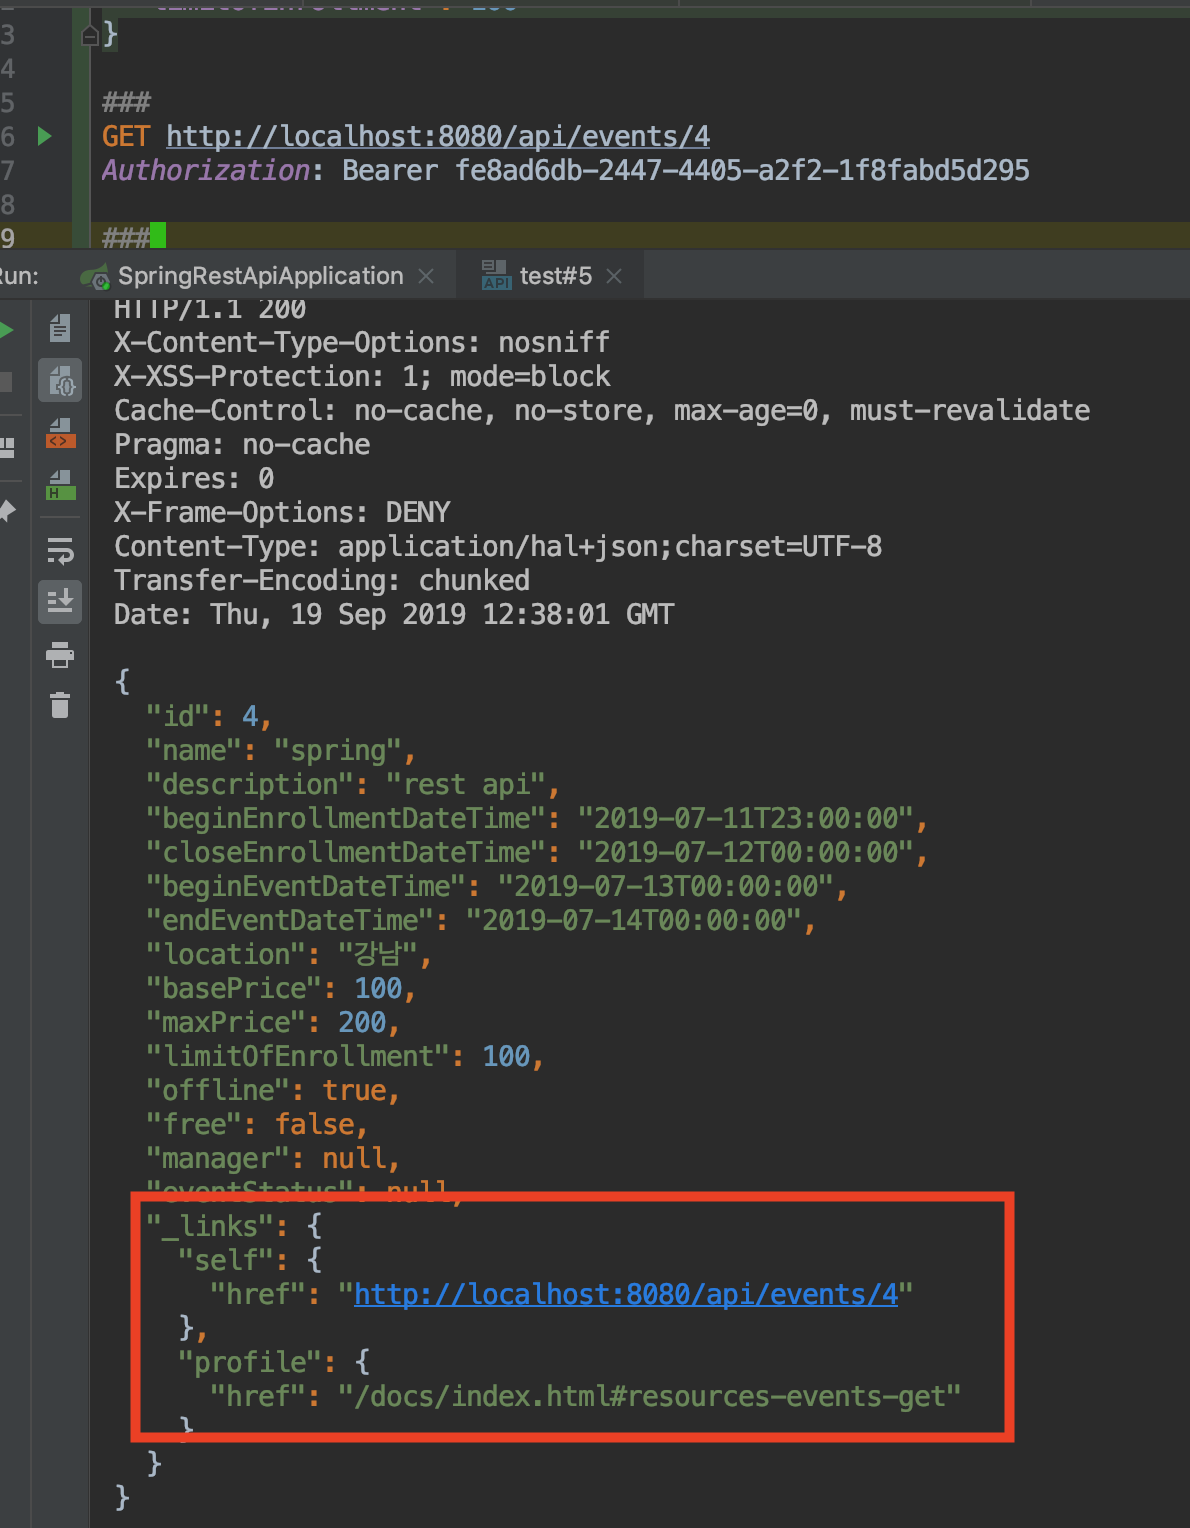 3 }
4
5 ###
6 GET http://localhost:8080/api/events/4
7 Authorization: Bearer fe8ad6db-2447-4405-a2f2-1f8fabd5d295
8
9 ###
Run: SpringRestApiApplication test#5
HTTP/1.1 200
X-Content-Type-Options: nosniff
X-XSS-Protection: 1; mode=block
Cache-Control: no-cache, no-store, max-age=0, must-revalidate
Pragma: no-cache
Expires: 0
X-Frame-Options: DENY
Content-Type: application/hal+json;charset=UTF-8
Transfer-Encoding: chunked
Date: Thu, 19 Sep 2019 12:38:01 GMT
{
"id": 4,
"name": "spring",
"description": "rest api",
"beginEnrollmentDateTime": "2019-07-11T23:00:00",
"closeEnrollmentDateTime": "2019-07-12T00:00:00",
"beginEventDateTime": "2019-07-13T00:00:00",
"endEventDateTime": "2019-07-14T00:00:00",
"location": "강남",
"basePrice": 100,
"maxPrice": 200,
"limitOfEnrollment": 100,
"offline": true,
"free": false,
"manager": null,
"eventStatus": null,
"_links": {
"self": {
"href": "http://localhost:8080/api/events/4"
},
"profile": {
"href": "/docs/index.html#resources-events-get"
}
}
}